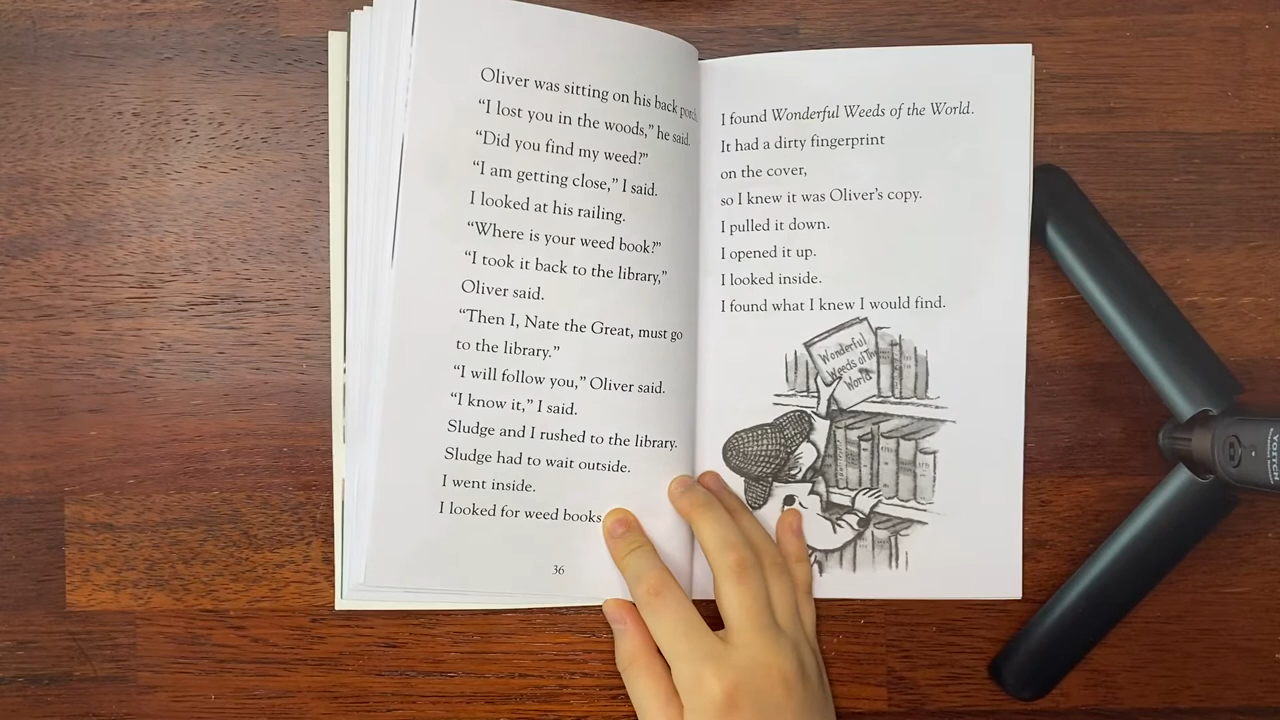 Oliver was sitting on his back porch.
“I lost you in the woods,” he said.
“Did you find my weed?”
“I am getting close,” I said.
I looked at his railing.
“Where is your weed book?”
“I took it back to the library,”
Oliver said.
“Then I, Nate the Great, must go
to the library.”
“I will follow you,” Oliver said.
“I know it,” I said.
Sludge and I rushed to the library.
Sludge had to wait outside.
I went inside.
I looked for weed books
36
I found Wonderful Weeds of the World.
It had a dirty fingerprint
on the cover,
so I knew it was Oliver’s copy.
I pulled it down.
I opened it up.
I looked inside.
I found what I knew I would find.
Wonderful
Weeds of The
World